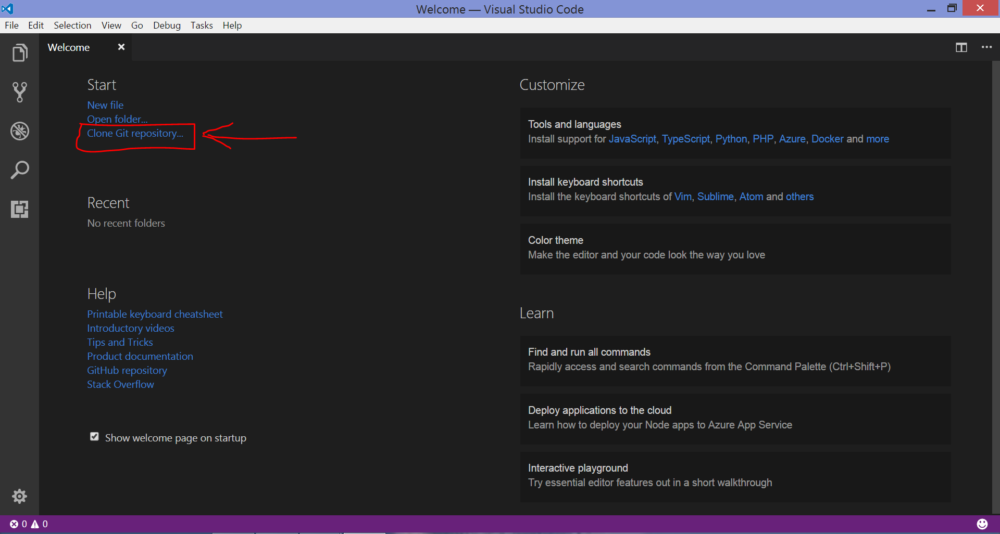 Welcome — Visual Studio Code
File Edit Selection View Go Debug Tasks Help
Welcome
Start
New file
Open folder...
Clone Git repository...
Recent
No recent folders
Help
Printable keyboard cheatsheet
Introductory videos
Tips and Tricks
Product documentation
GitHub repository
Stack Overflow
Show welcome page on startup
Customize
Tools and languages
Install support for JavaScript, TypeScript, Python, PHP, Azure, Docker and more
Install keyboard shortcuts
Install the keyboard shortcuts of Vim, Sublime, Atom and others
Color theme
Make the editor and your code look the way you love
Learn
Find and run all commands
Rapidly access and search commands from the Command Palette (Ctrl+Shift+P)
Deploy applications to the cloud
Learn how to deploy your Node apps to Azure App Service
Interactive playground
Try essential editor features out in a short walkthrough
0 0